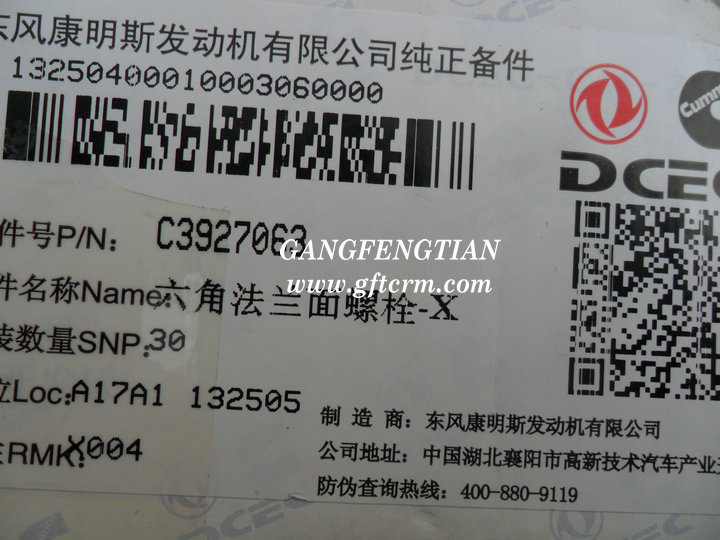 东风康明斯发动机有限公司纯正备件
13250400010003060000
Cumm
DCEC
件号P/N: C3927063
GANGFENGTIAN
www.gftcrm.com
件名称Name: 六角法兰面螺栓-X
装数量SNP: 30
位Loc: A17A1 132505
RMK: X004
制 造 商: 东风康明斯发动机有限公司
公司地址: 中国湖北襄阳市高新技术汽车产业
防伪查询热线: 400-880-9119